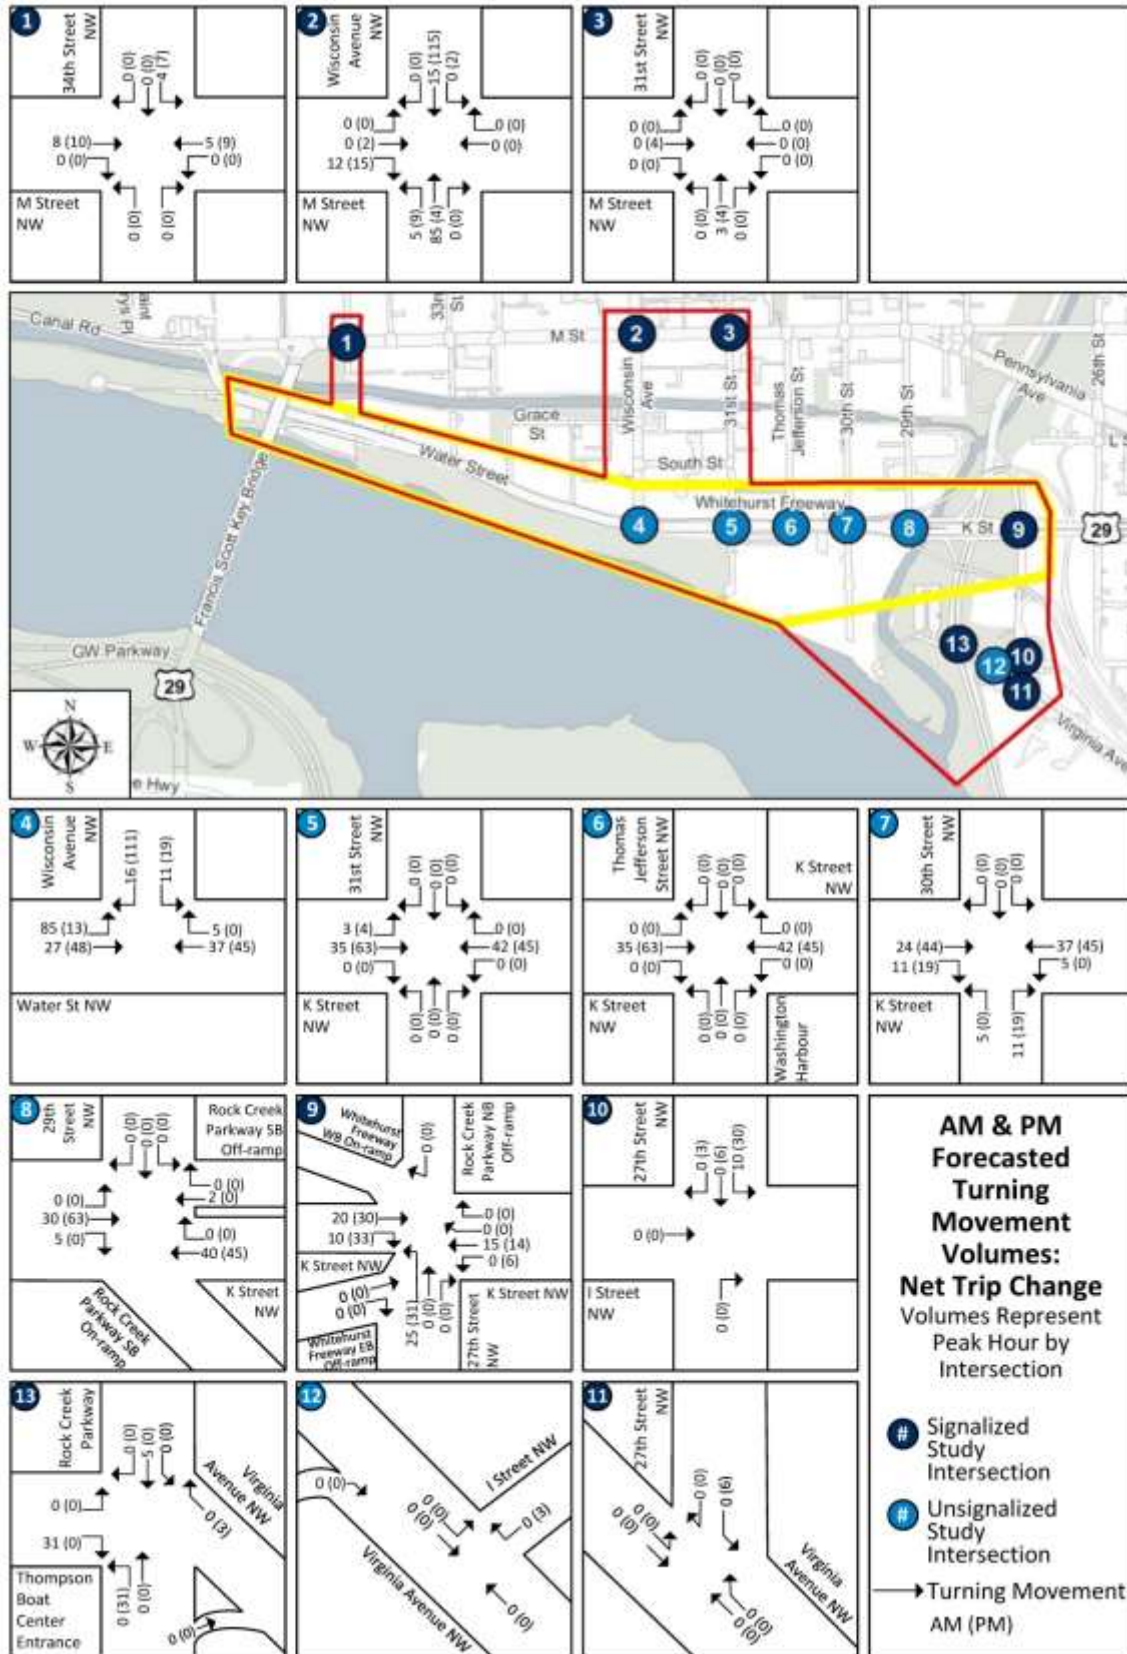 1
34th Street
NW
0 (0)
0 (0)
4 (7)
8 (10)
0 (0)
5 (9)
0 (0)
M Street
NW
0 (0)
0 (0)
2
Wisconsin
Avenue
NW
0 (0)
15 (115)
0 (2)
0 (0)
0 (2)
12 (15)
0 (0)
0 (0)
M Street
NW
5 (9)
85 (4)
0 (0)
3
31st Street
NW
0 (0)
0 (0)
0 (0)
0 (0)
0 (4)
0 (0)
0 (0)
0 (0)
0 (0)
M Street
NW
0 (0)
3 (4)
0 (0)
Canal Rd
aint
rys Pl
33rd
St
M St
1
2
3
Pennsylvania
Ave
26th St
Grace
St
Wisconsin
Ave
31st St
Thomas
Jefferson St
30th St
29th St
L S
Water Street
South St
Whitehurst Freeway
4
5
6
7
8
K St
9
29
Francis Scott Key Bridge
GW Parkway
29
13
12
10
11
Virginia Ave
N
W
E
S
e Hwy
4
Wisconsin
Avenue
NW
16 (111)
11 (19)
85 (13)
27 (48)
5 (0)
37 (45)
Water St NW
5
31st Street
NW
0 (0)
0 (0)
0 (0)
3 (4)
35 (63)
0 (0)
0 (0)
42 (45)
0 (0)
K Street
NW
0 (0)
0 (0)
0 (0)
6
Thomas
Jefferson
Street NW
0 (0)
0 (0)
0 (0)
K Street
NW
0 (0)
35 (63)
0 (0)
0 (0)
42 (45)
0 (0)
K Street
NW
0 (0)
0 (0)
0 (0)
Washington
Harbour
7
30th Street
NW
0 (0)
0 (0)
0 (0)
24 (44)
11 (19)
37 (45)
5 (0)
K Street
NW
5 (0)
11 (19)
8
29th
Street
NW
0 (0)
0 (0)
0 (0)
Rock Creek
Parkway SB
Off-ramp
0 (0)
30 (63)
5 (0)
0 (0)
2 (0)
0 (0)
40 (45)
Rock Creek
Parkway SB
On-ramp
K Street
NW
9
Whitehurst
Freeway
WB On-ramp
0 (0)
Rock Creek
Parkway NB
Off-ramp
20 (30)
10 (33)
0 (0)
0 (0)
15 (14)
0 (6)
K Street NW
0 (0)
0 (0)
Whitehurst
Freeway EB
Off-ramp
25 (31)
0 (0)
0 (0)
27th Street
NW
K Street NW
10
27th Street
NW
0 (3)
0 (6)
10 (30)
0 (0)
I Street
NW
0 (0)
AM & PM
Forecasted
Turning
Movement
Volumes:
Net Trip Change
Volumes Represent
Peak Hour by
Intersection
# Signalized
Study
Intersection
# Unsignalized
Study
Intersection
Turning Movement
AM (PM)
13
Rock Creek
Parkway
0 (0)
5 (0)
0 (0)
Virginia
Avenue NW
0 (0)
31 (0)
0 (3)
Thompson
Boat
Center
Entrance
0 (31)
0 (0)
0 (0)
12
I Street NW
0 (0)
0 (0)
0 (0)
0 (3)
0 (0)
Virginia Avenue NW
11
27th Street
NW
0 (0)
0 (6)
0 (0)
0 (0)
0 (0)
0 (0)
Virginia
Avenue NW